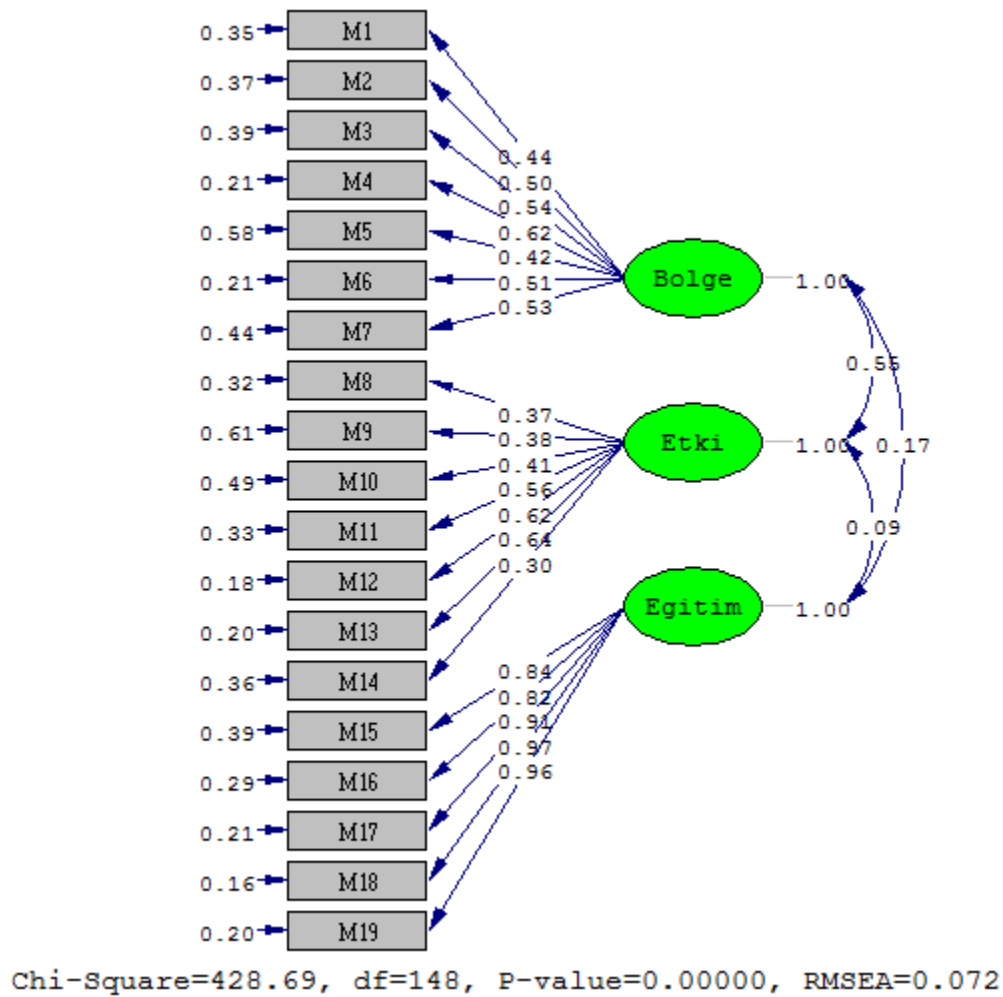 0.35 M1
0.37 M2
0.39 M3
0.21 M4
0.58 M5
0.21 M6
0.44 M7
0.32 M8
0.61 M9
0.49 M10
0.33 M11
0.18 M12
0.20 M13
0.36 M14
0.39 M15
0.29 M16
0.21 M17
0.16 M18
0.20 M19
0.44
0.50
0.54
0.62
0.42
0.51
0.53
0.37
0.38
0.41
0.56
0.62
0.64
0.30
0.84
0.82
0.91
0.97
0.96
Bolge 1.00
Etki 1.00
Egitim 1.00
0.55
0.17
0.09
Chi-Square=428.69, df=148, P-value=0.00000, RMSEA=0.072